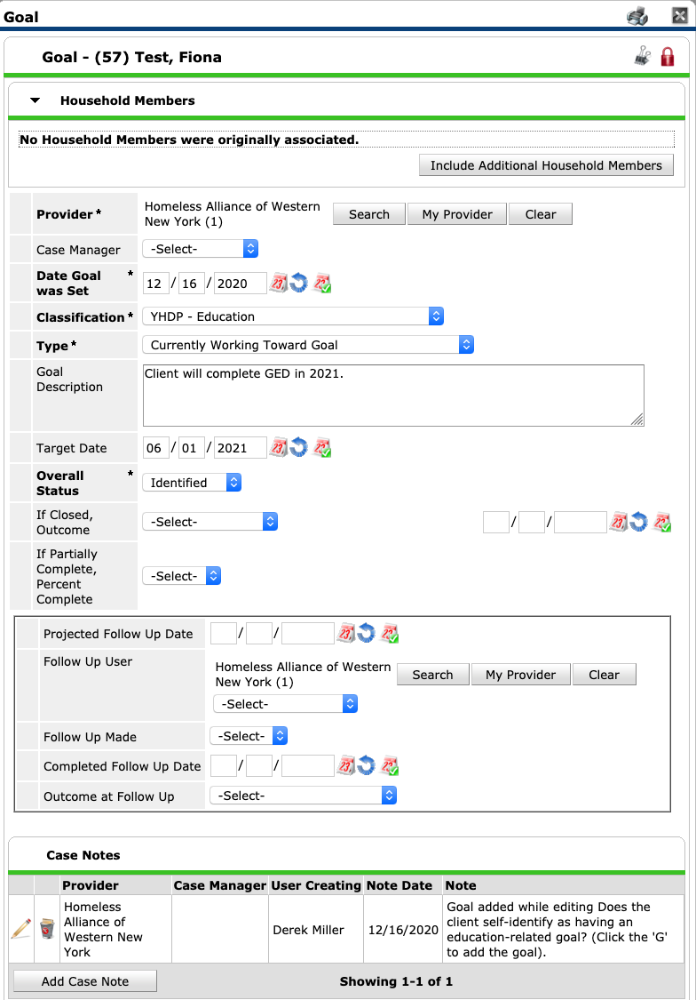 Goal
Goal - (57) Test, Fiona
Household Members
No Household Members were originally associated.
Include Additional Household Members
Provider *
Homeless Alliance of Western
New York (1)
Search
My Provider
Clear
Case Manager
-Select-
Date Goal *
was Set
12 / 16 / 2020
Classification *
YHDP - Education
Type *
Currently Working Toward Goal
Goal
Description
Client will complete GED in 2021.
Target Date
06 / 01 / 2021
Overall *
Status
Identified
If Closed,
Outcome
-Select-
/ /
If Partially
Complete,
Percent
Complete
-Select-
Projected Follow Up Date
/ /
Follow Up User
Homeless Alliance of Western
New York (1)
Search
My Provider
Clear
-Select-
Follow Up Made
-Select-
Completed Follow Up Date
/ /
Outcome at Follow Up
-Select-
Case Notes
Provider Case Manager User Creating Note Date Note
Homeless
Alliance of
Western New
York
Derek Miller
12/16/2020
Goal added while editing Does the
client self-identify as having an
education-related goal? (Click the 'G'
to add the goal).
Add Case Note
Showing 1-1 of 1